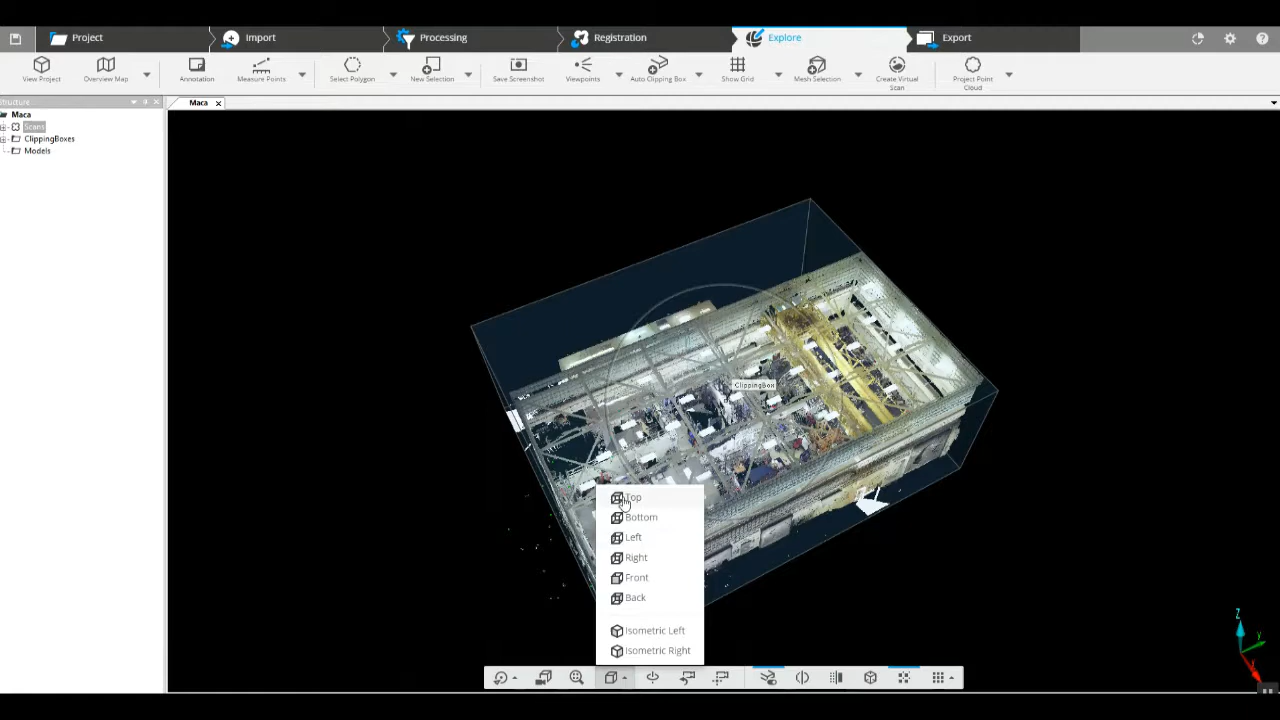 Project
Import
Processing
Registration
Explore
Export
View Project
Overview Map
Annotation
Measure Points
Select Polygon
New Selection
Save Screenshot
Viewpoints
Auto Clipping Box
Show Grid
Mesh Selection
Create Virtual
Scan
Project Point
Cloud
Structure
Maca
Maca
Scans
ClippingBoxes
Models
ClippingBox
Top
Bottom
Left
Right
Front
Back
Isometric Left
Isometric Right
Z
y
x